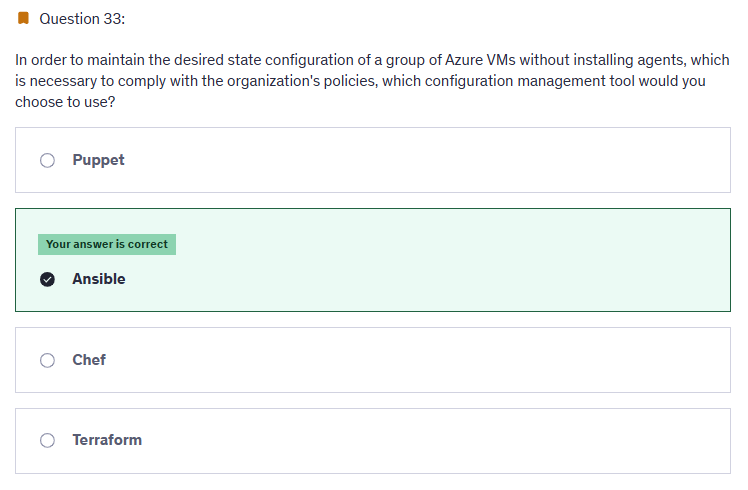 Question 33:
In order to maintain the desired state configuration of a group of Azure VMs without installing agents, which
is necessary to comply with the organization's policies, which configuration management tool would you
choose to use?
Puppet
Your answer is correct
Ansible
Chef
Terraform